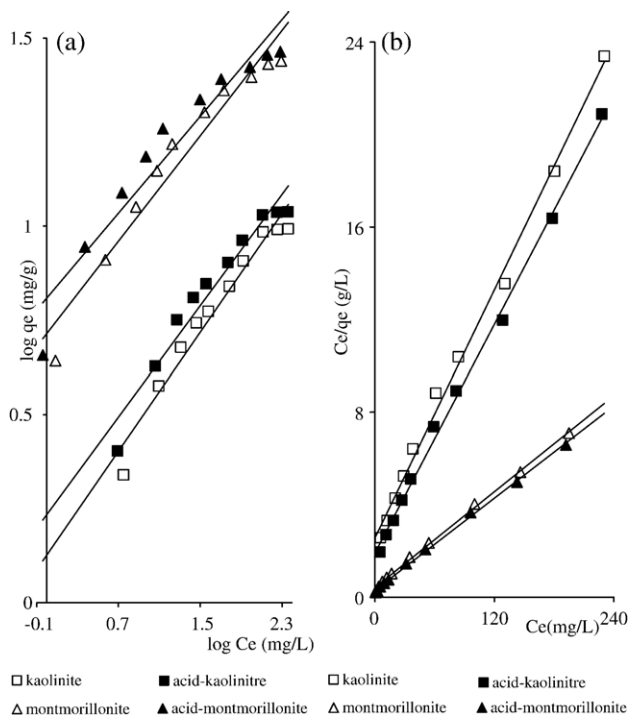 (a)
1.5
1
0.5
0
log qe (mg/g)
-0.1 0.7 1.5 2.3
log Ce (mg/L)
(b)
24
16
8
0
Ce/qe (g/L)
0 120 240
Ce(mg/L)
kaolinite acid-kaolinitre kaolinite acid-kaolinitre
montmorillonite acid-montmorillonite montmorillonite acid-montmorillonite